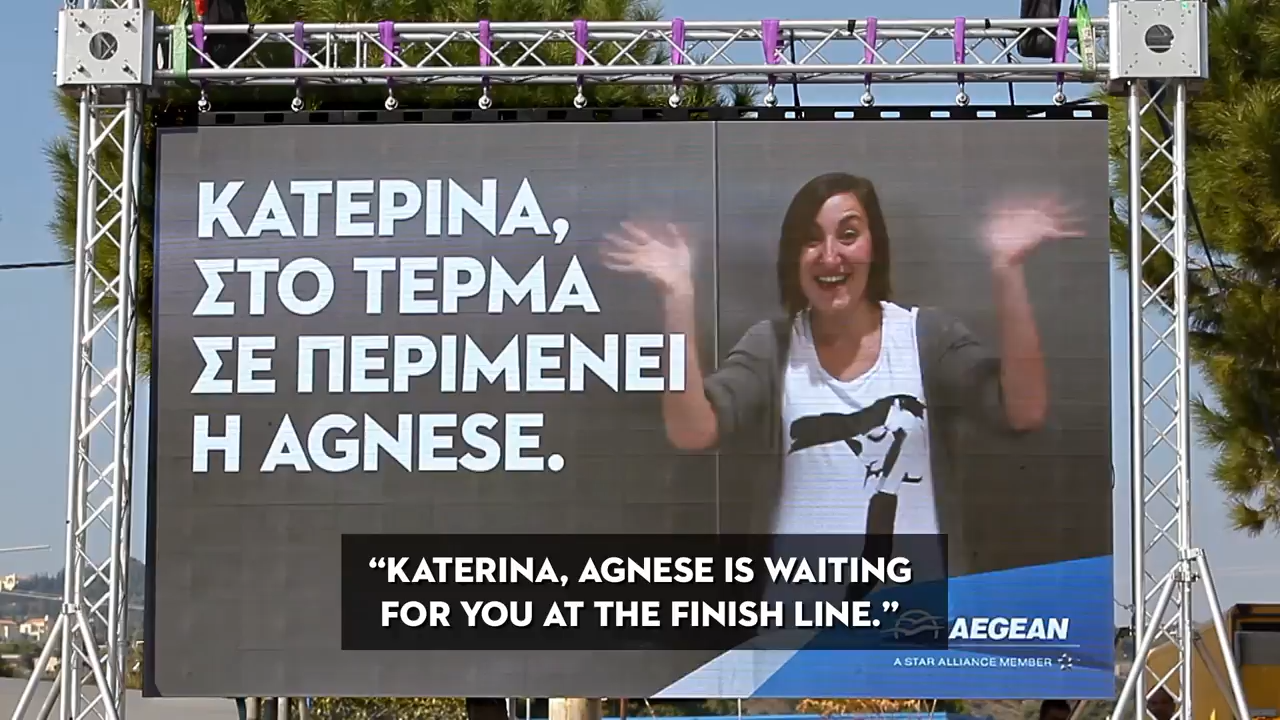 ΚΑΤΕΡΙΝΑ,
ΣΤΟ ΤΕΡΜΑ
ΣΕ ΠΕΡΙΜΕΝΕΙ
Η AGNESE.
“KATERINA, AGNESE IS WAITING
FOR YOU AT THE FINISH LINE.”
AEGEAN
A STAR ALLIANCE MEMBER